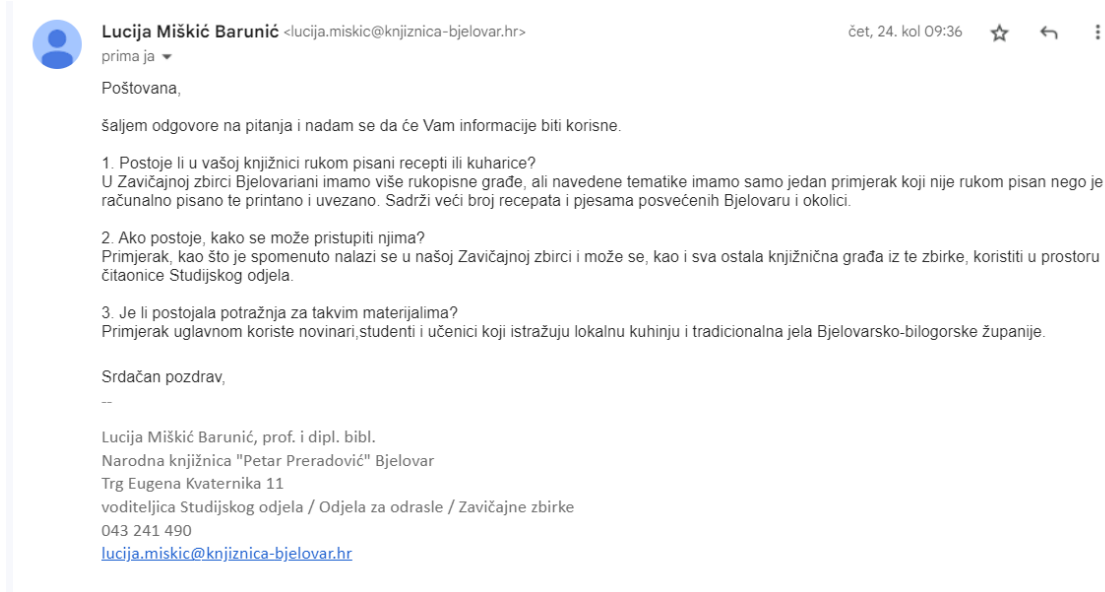 Lucija Miškić Barunić <lucija.miskic@knjiznica-bjelovar.hr>
čet, 24. kol 09:36
prima ja
Poštovana,
šaljem odgovore na pitanja i nadam se da će Vam informacije biti korisne.
1. Postoje li u vašoj knjižnici rukom pisani recepti ili kuharice?
U Zavičajnoj zbirci Bjelovariani imamo više rukopisne građe, ali navedene tematike imamo samo jedan primjerak koji nije rukom pisan nego je
računalno pisano te printano i uvezano. Sadrži veći broj recepata i pjesama posvećenih Bjelovaru i okolici.
2. Ako postoje, kako se može pristupiti njima?
Primjerak, kao što je spomenuto nalazi se u našoj Zavičajnoj zbirci i može se, kao i sva ostala knjižnična građa iz te zbirke, koristiti u prostoru
čitaonice Studijskog odjela.
3. Je li postojala potražnja za takvim materijalima?
Primjerak uglavnom koriste novinari,studenti i učenici koji istražuju lokalnu kuhinju i tradicionalna jela Bjelovarsko-bilogorske županije.
Srdačan pozdrav,
--
Lucija Miškić Barunić, prof. i dipl. bibl.
Narodna knjižnica "Petar Preradović" Bjelovar
Trg Eugena Kvaternika 11
voditeljica Studijskog odjela / Odjela za odrasle / Zavičajne zbirke
043 241 490
lucija.miskic@knjiznica-bjelovar.hr